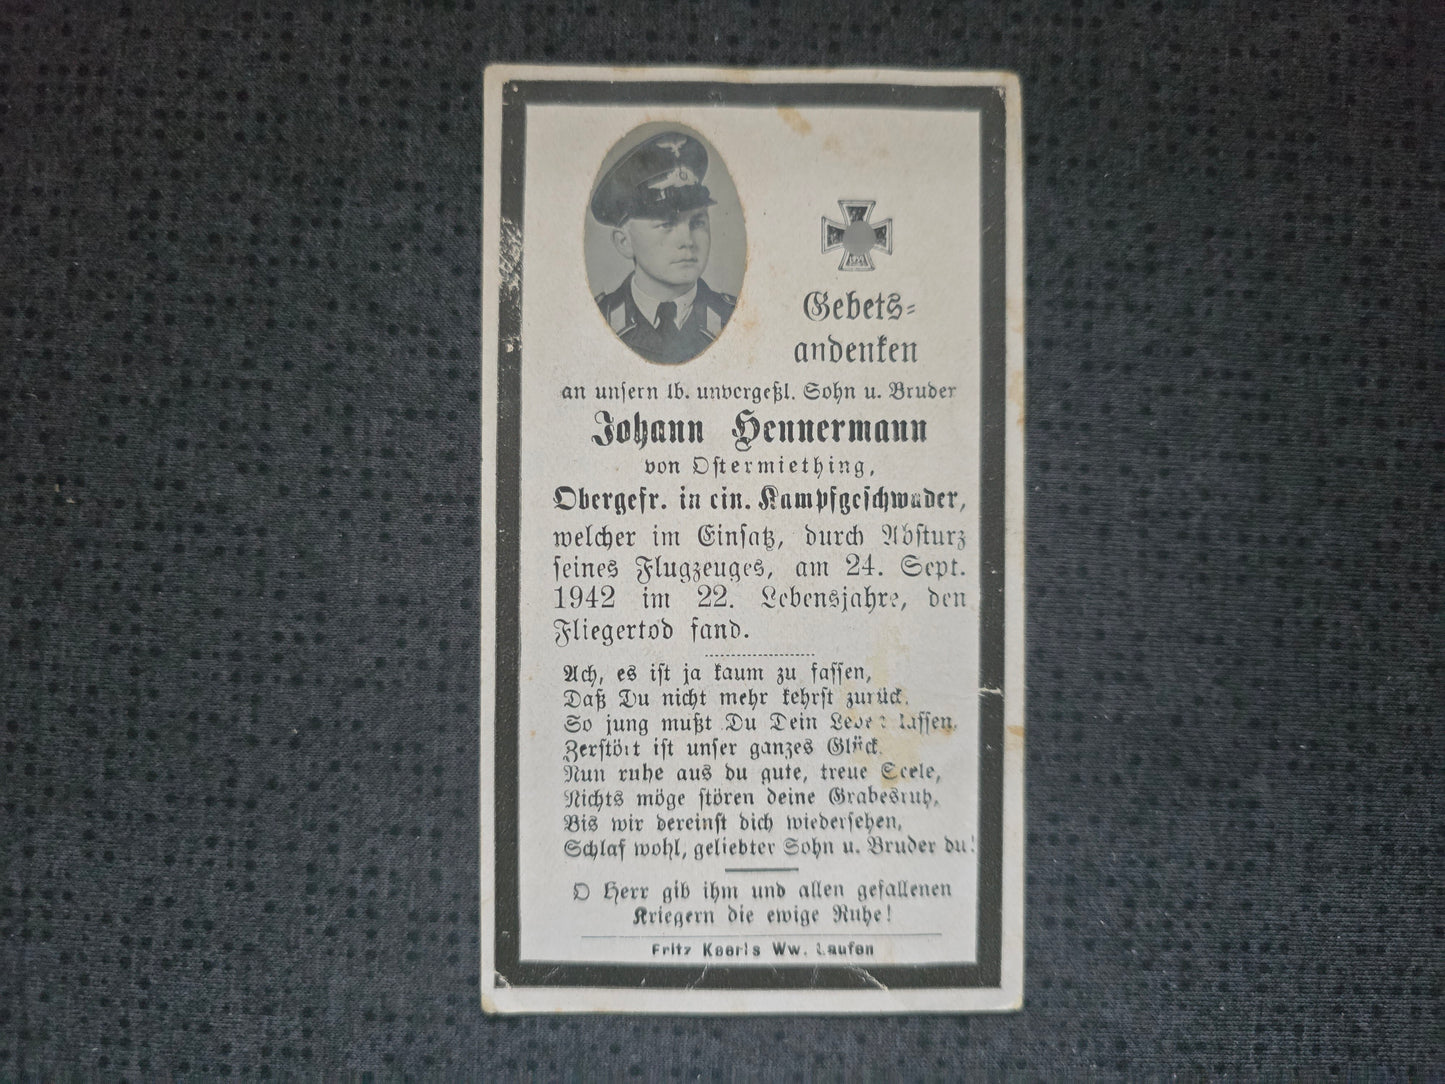 Gebets-
andenken
an unsern lb. unvergeßl. Sohn u. Bruder
Johann Hennermann
von Ostermiething,
Obergefr. in ein. Kampfgeschwader,
welcher im Einsatz, durch Absturz
seines Flugzeuges, am 24. Sept.
1942 im 22. Lebensjahre, den
Fliegertod fand.
Ach, es ist ja kaum zu fassen,
Daß Du nicht mehr kehrst zurück.
So jung mußt Du Dein Leben lassen,
Zerstört ist unser ganzes Glück.
Nun ruhe aus du gute, treue Seele,
Nichts möge stören deine Grabesruh,
Bis wir dereinst dich wiedersehen,
Schlaf wohl, geliebter Sohn u. Bruder du!
O Herr gib ihm und allen gefallenen
Kriegern die ewige Ruhe!
Fritz Keerls Ww. Laufen